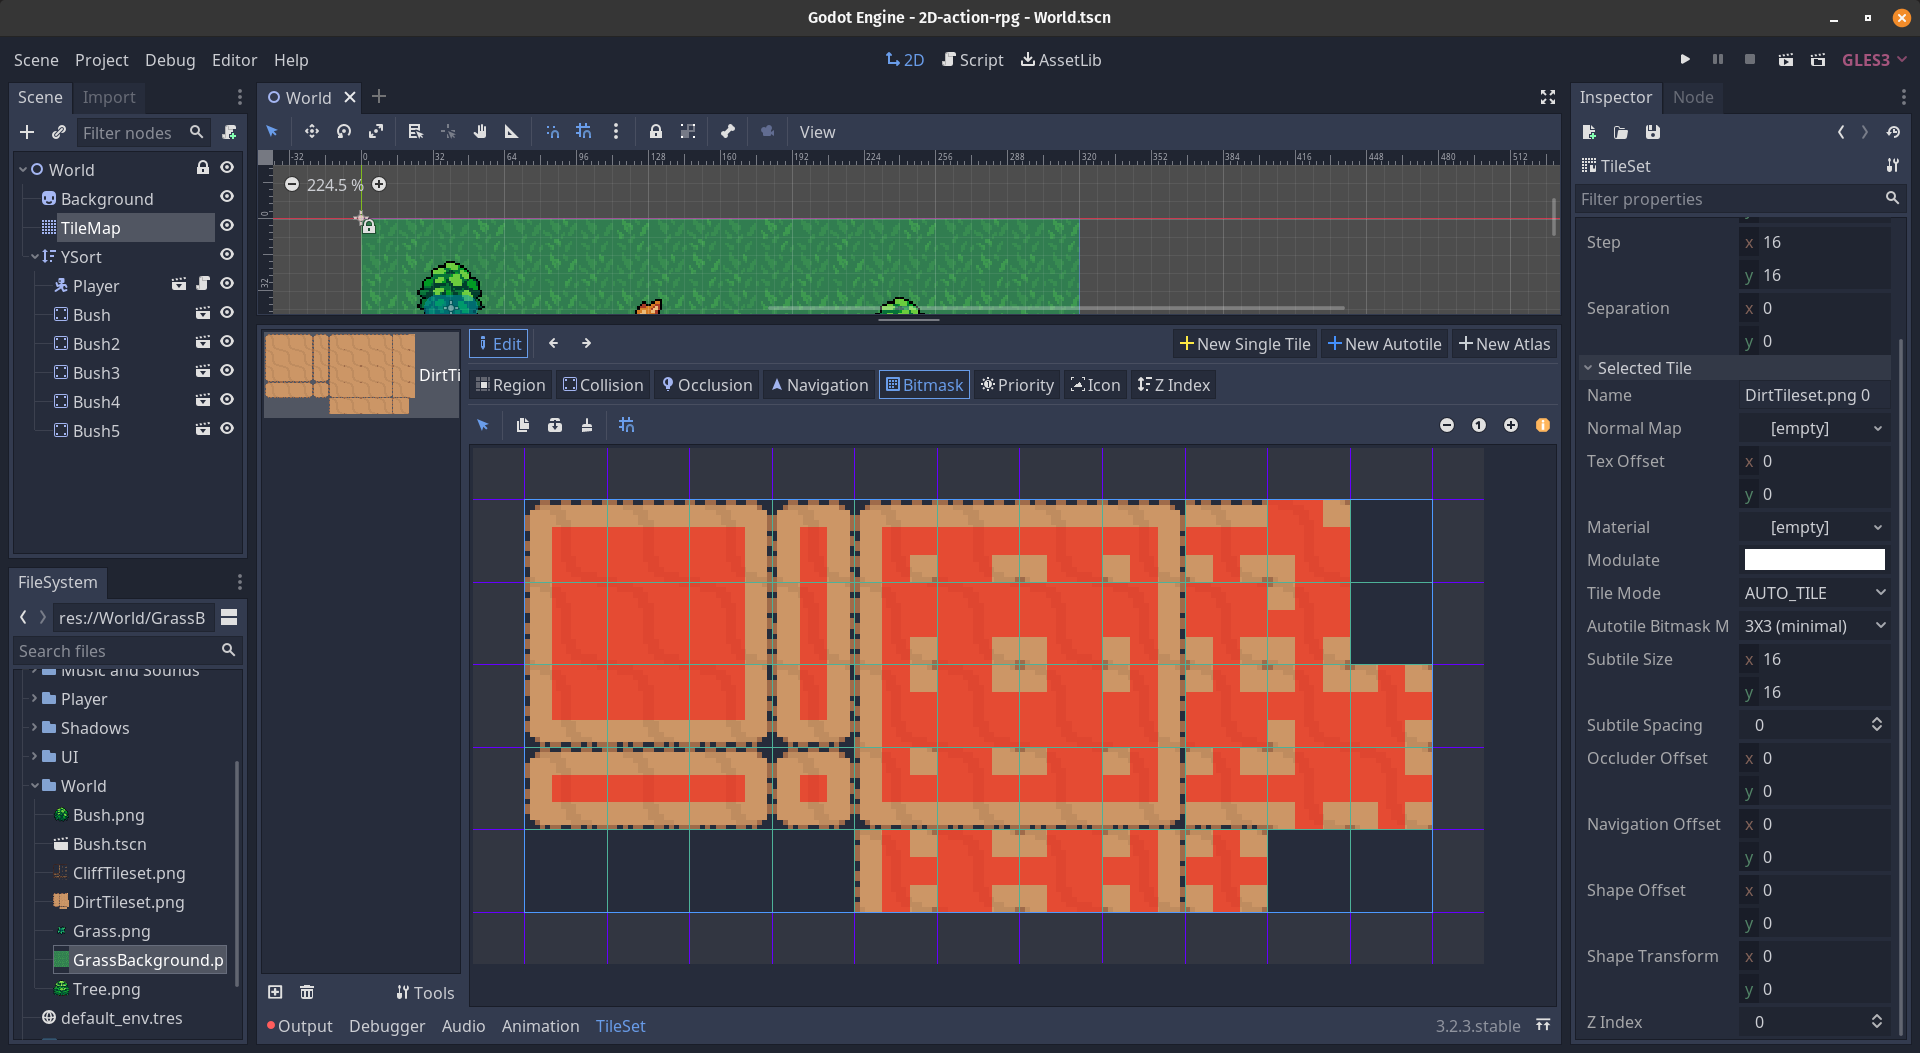 Godot Engine - 2D-action-rpg - World.tscn
Scene Project Debug Editor Help
2D Script AssetLib
GLES3
Scene Import
Filter nodes
World
Background
TileMap
YSort
Player
Bush
Bush2
Bush3
Bush4
Bush5
FileSystem
res://World/GrassB
Search files
Music and Sounds
Player
Shadows
UI
World
Bush.png
Bush.tscn
CliffTileset.png
DirtTileset.png
Grass.png
GrassBackground.p
Tree.png
default_env.tres
World
View
-32 0 32 64 96 128 160 192 224 256 288 320 352 384 416 448 480 512
0
32
224.5 %
DirtTi
Edit
New Single Tile New Autotile New Atlas
Region Collision Occlusion Navigation Bitmask Priority Icon Z Index
1
Tools
Output Debugger Audio Animation TileSet
3.2.3.stable
Inspector Node
TileSet
Filter properties
y
Step x 16
y 16
Separation x 0
y 0
Selected Tile
Name DirtTileset.png 0
Normal Map [empty]
Tex Offset x 0
y 0
Material [empty]
Modulate
Tile Mode AUTO_TILE
Autotile Bitmask M 3X3 (minimal)
Subtile Size x 16
y 16
Subtile Spacing 0
Occluder Offset x 0
y 0
Navigation Offset x 0
y 0
Shape Offset x 0
y 0
Shape Transform x 0
y 0
Z Index 0